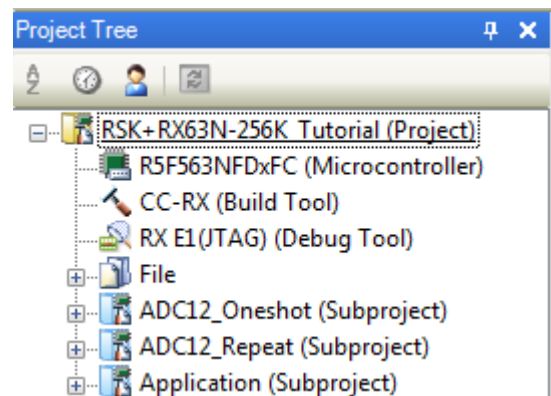 Project Tree
RSK+RX63N-256K_Tutorial (Project)
R5F563NFDxFC (Microcontroller)
CC-RX (Build Tool)
RX E1(JTAG) (Debug Tool)
File
ADC12_Oneshot (Subproject)
ADC12_Repeat (Subproject)
Application (Subproject)